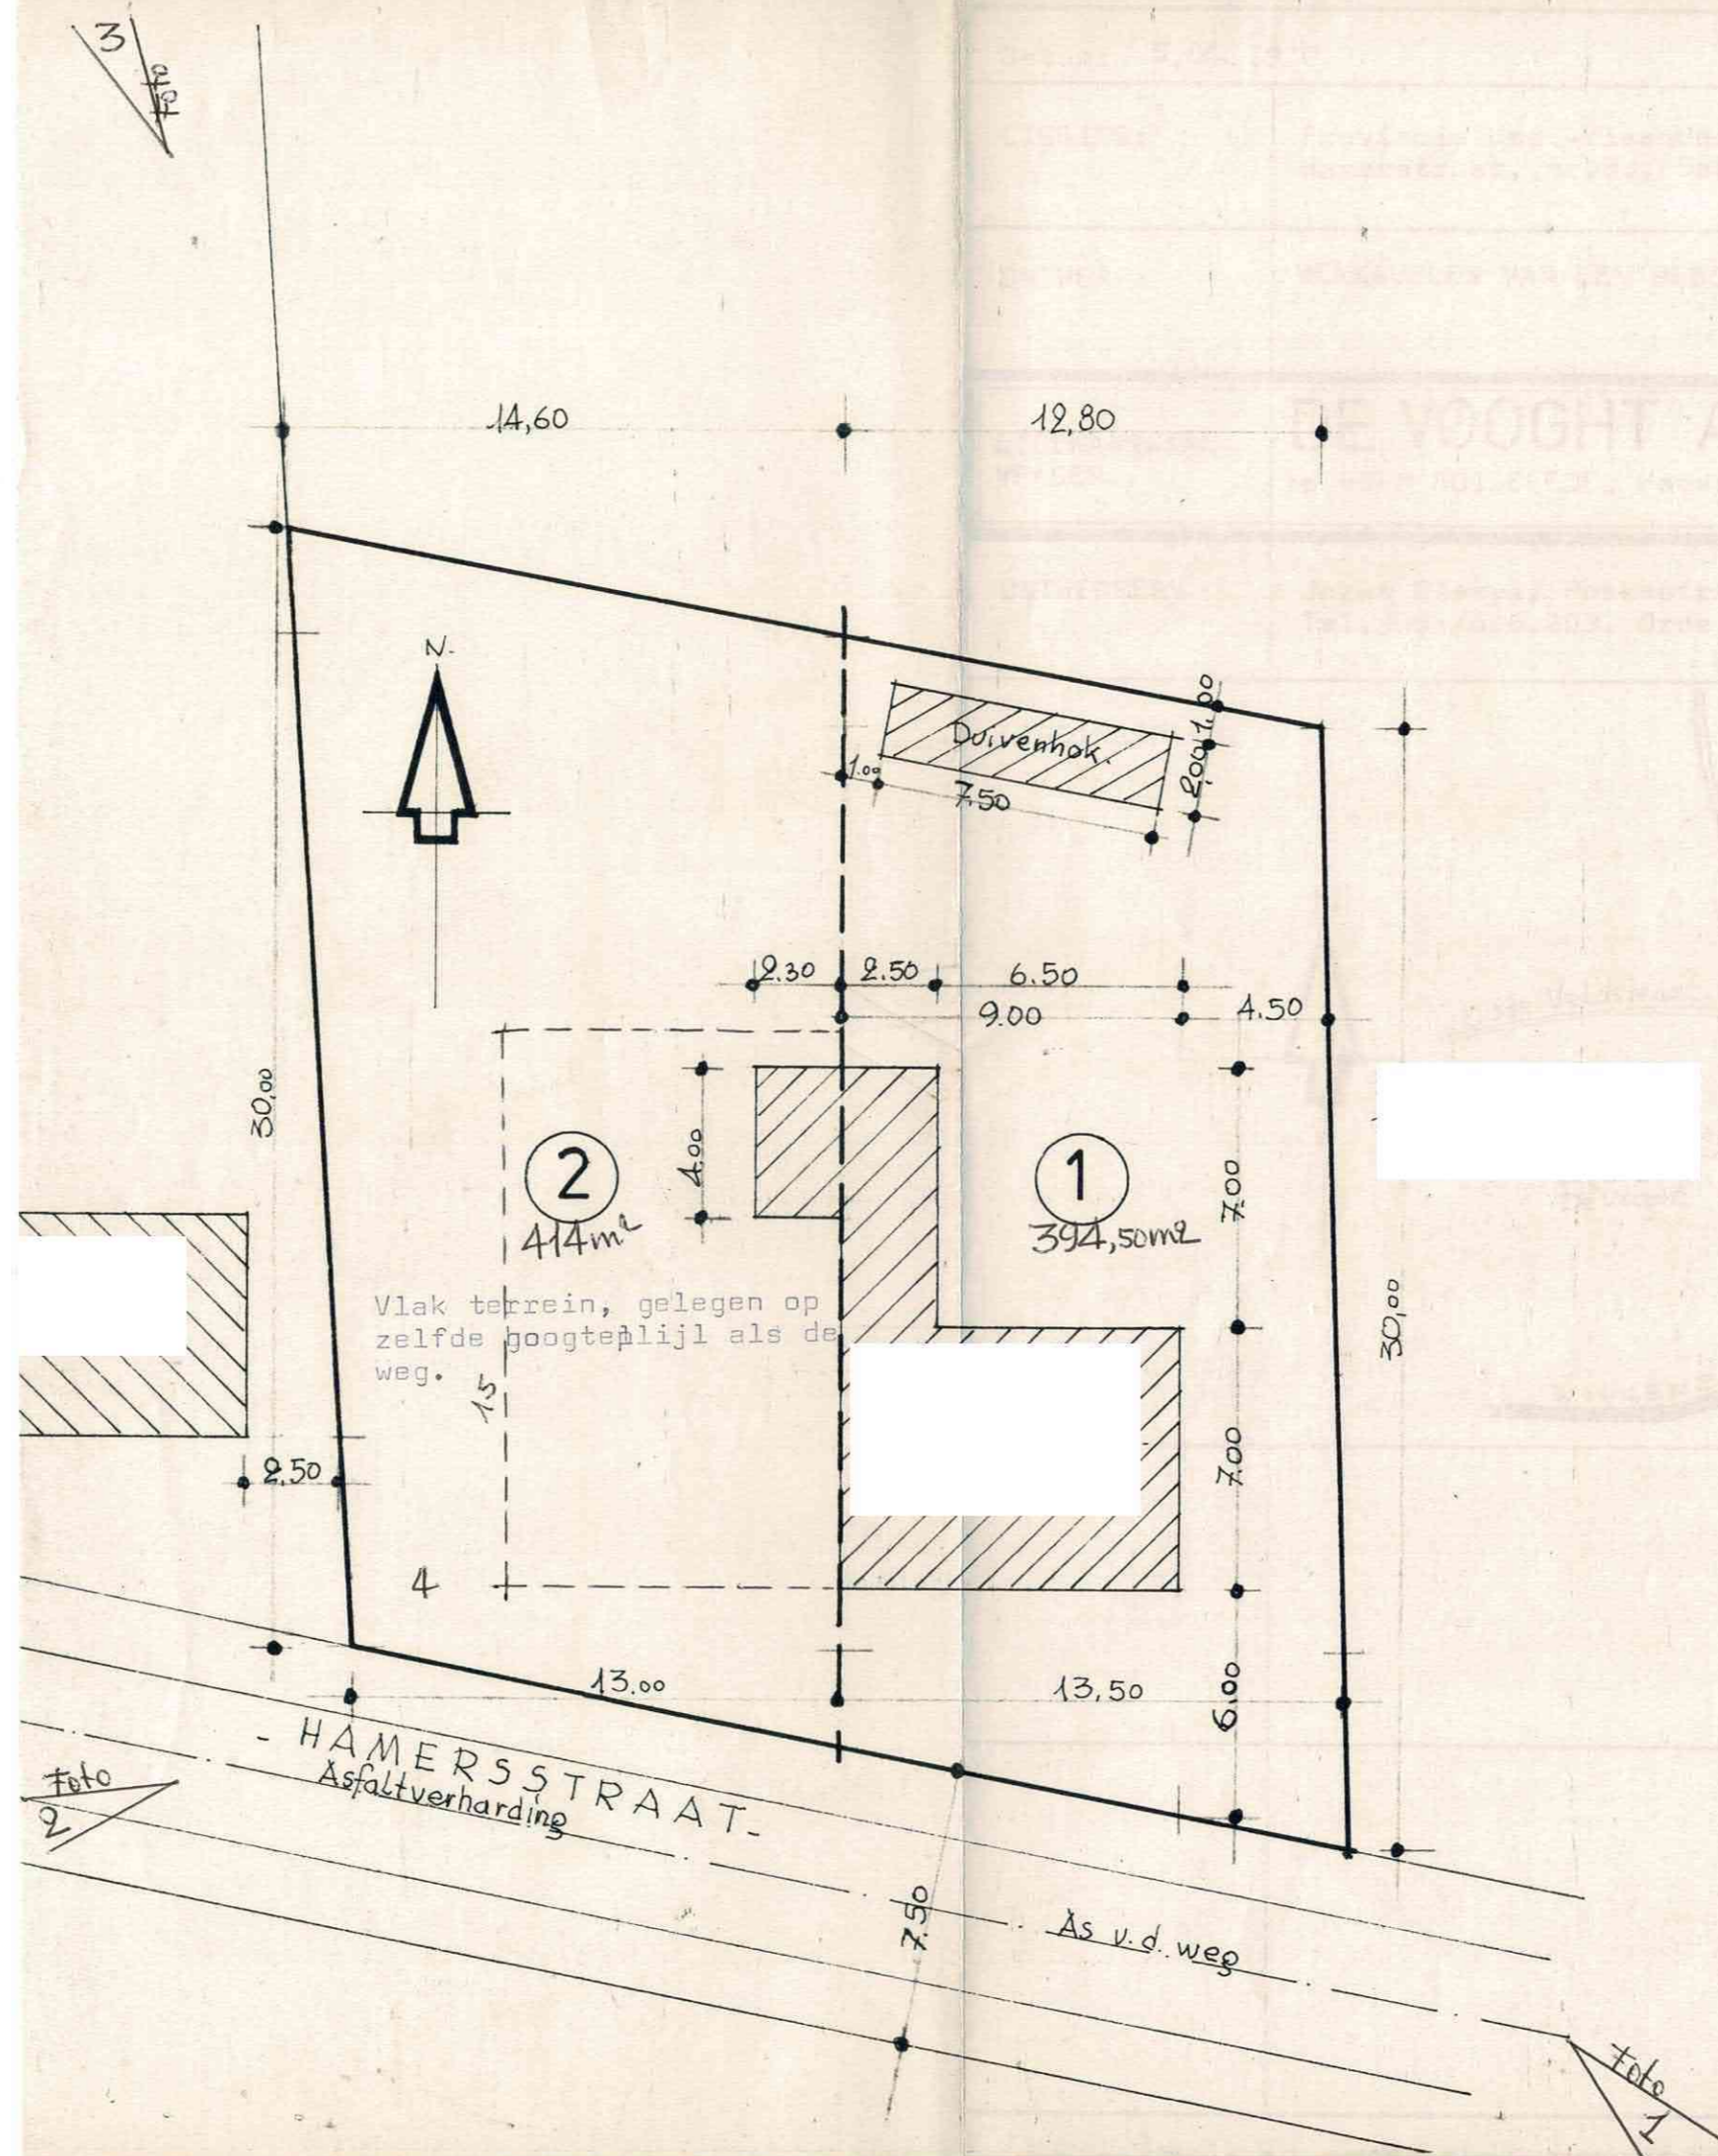 3
Foto
14,60
12,80
N.
Duivenhok.
1.00
7.50
2.00
1.00
2.30
2.50
6.50
9.00
4.50
30,00
2
414m²
4.00
1
394,50m2
7.00
Vlak terrein, gelegen op
zelfde
als de
weg.
15
30,00
7.00
2.50
4
13.00
13,50
6.00
- HAMERSSTRAAT -
Asfaltverharding
Foto
2
7.50
As v.d. weg
Foto
1
DE VOOGHT